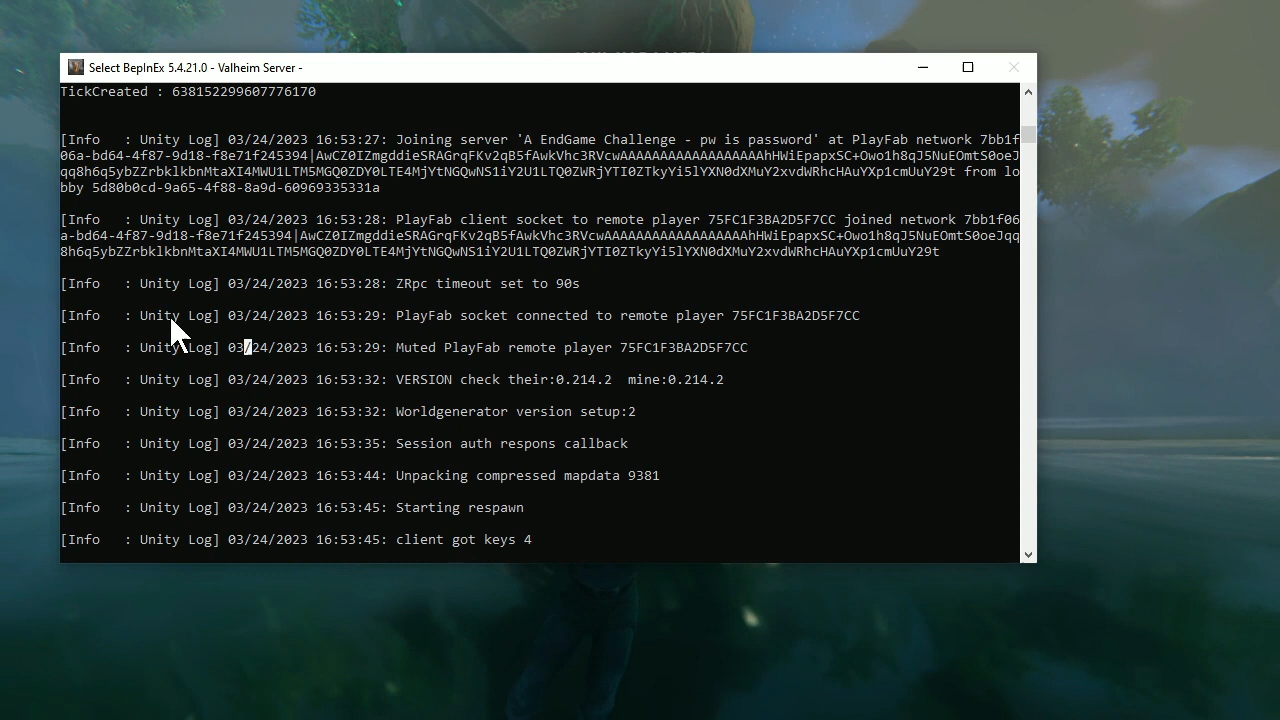 Select BepInEx 5.4.21.0 - Valheim Server -
TickCreated : 638152299607776170
[Info   : Unity Log] 03/24/2023 16:53:27: Joining server 'A EndGame Challenge - pw is password' at PlayFab network 7bb1f
06a-bd64-4f87-9d18-f8e71f245394|AwCZ0IZmgddieSRAGrqFKv2qB5fAwkVhc3RVcwAAAAAAAAAAAAAAAAAAhHWiEpapxSC+Owo1h8qJ5NuEOmtS0oeJ
qq8h6q5ybZZrbklkbnMtaXI4MWU1LTM5MGQ0ZDY0LTE4MjYtNGQwNS1iY2U1LTQ0ZWRjYTI0ZTkyYi5lYXN0dXMuY2xvdWRhcHAuYXp1cmUuY29t from lo
bby 5d80b0cd-9a65-4f88-8a9d-60969335331a
[Info   : Unity Log] 03/24/2023 16:53:28: PlayFab client socket to remote player 75FC1F3BA2D5F7CC joined network 7bb1f06
a-bd64-4f87-9d18-f8e71f245394|AwCZ0IZmgddieSRAGrqFKv2qB5fAwkVhc3RVcwAAAAAAAAAAAAAAAAAAhHWiEpapxSC+Owo1h8qJ5NuEOmtS0oeJqq
8h6q5ybZZrbklkbnMtaXI4MWU1LTM5MGQ0ZDY0LTE4MjYtNGQwNS1iY2U1LTQ0ZWRjYTI0ZTkyYi5lYXN0dXMuY2xvdWRhcHAuYXp1cmUuY29t
[Info   : Unity Log] 03/24/2023 16:53:28: ZRpc timeout set to 90s
[Info   : Unity Log] 03/24/2023 16:53:29: PlayFab socket connected to remote player 75FC1F3BA2D5F7CC
[Info   : Unity Log] 03/24/2023 16:53:29: Muted PlayFab remote player 75FC1F3BA2D5F7CC
[Info   : Unity Log] 03/24/2023 16:53:32: VERSION check their:0.214.2  mine:0.214.2
[Info   : Unity Log] 03/24/2023 16:53:32: Worldgenerator version setup:2
[Info   : Unity Log] 03/24/2023 16:53:35: Session auth respons callback
[Info   : Unity Log] 03/24/2023 16:53:44: Unpacking compressed mapdata 9381
[Info   : Unity Log] 03/24/2023 16:53:45: Starting respawn
[Info   : Unity Log] 03/24/2023 16:53:45: client got keys 4